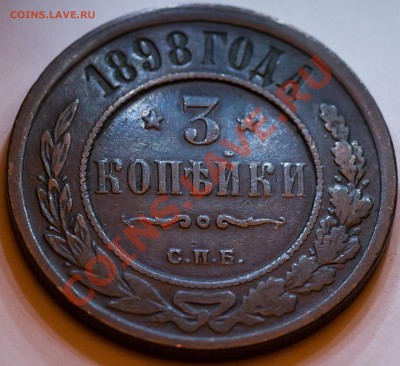 COINS.LAVE.RU
1898 ГОДА
3
КОПѢЙКИ
С.П.Б.
COINS.LAVE.RU